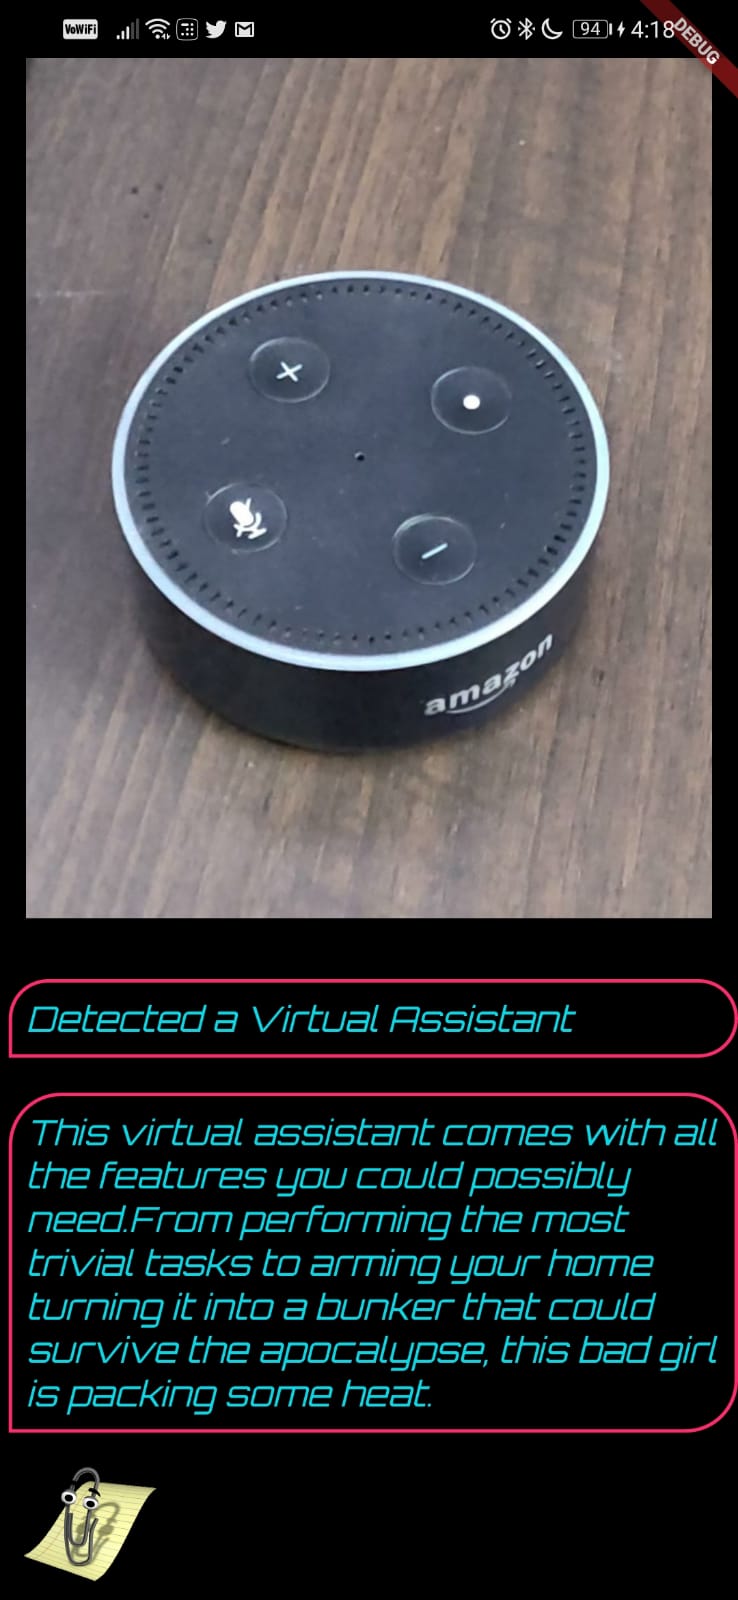 VoWiFi 94 4:18
DEBUG
amazon
Detected a Virtual Assistant
This virtual assistant comes with all
the features you could possibly
need.From performing the most
trivial tasks to arming your home
turning it into a bunker that could
survive the apocalypse, this bad girl
is packing some heat.